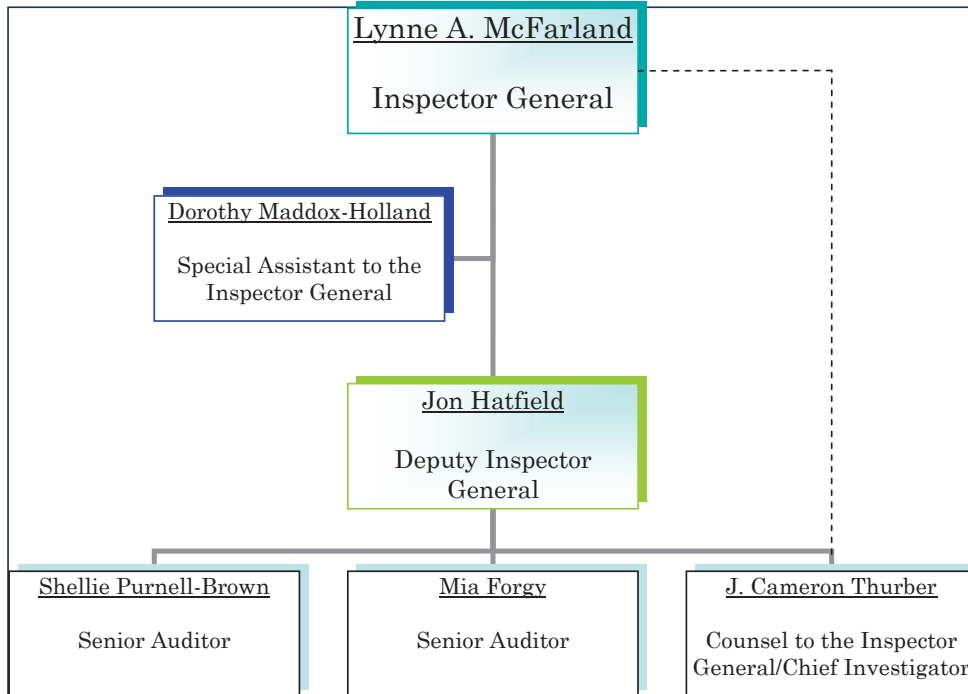 Lynne A. McFarland
Inspector General
Dorothy Maddox-Holland
Special Assistant to the
Inspector General
Jon Hatfield
Deputy Inspector
General
Shellie Purnell-Brown
Senior Auditor
Mia Forgy
Senior Auditor
J. Cameron Thurber
Counsel to the Inspector
General/Chief Investigator